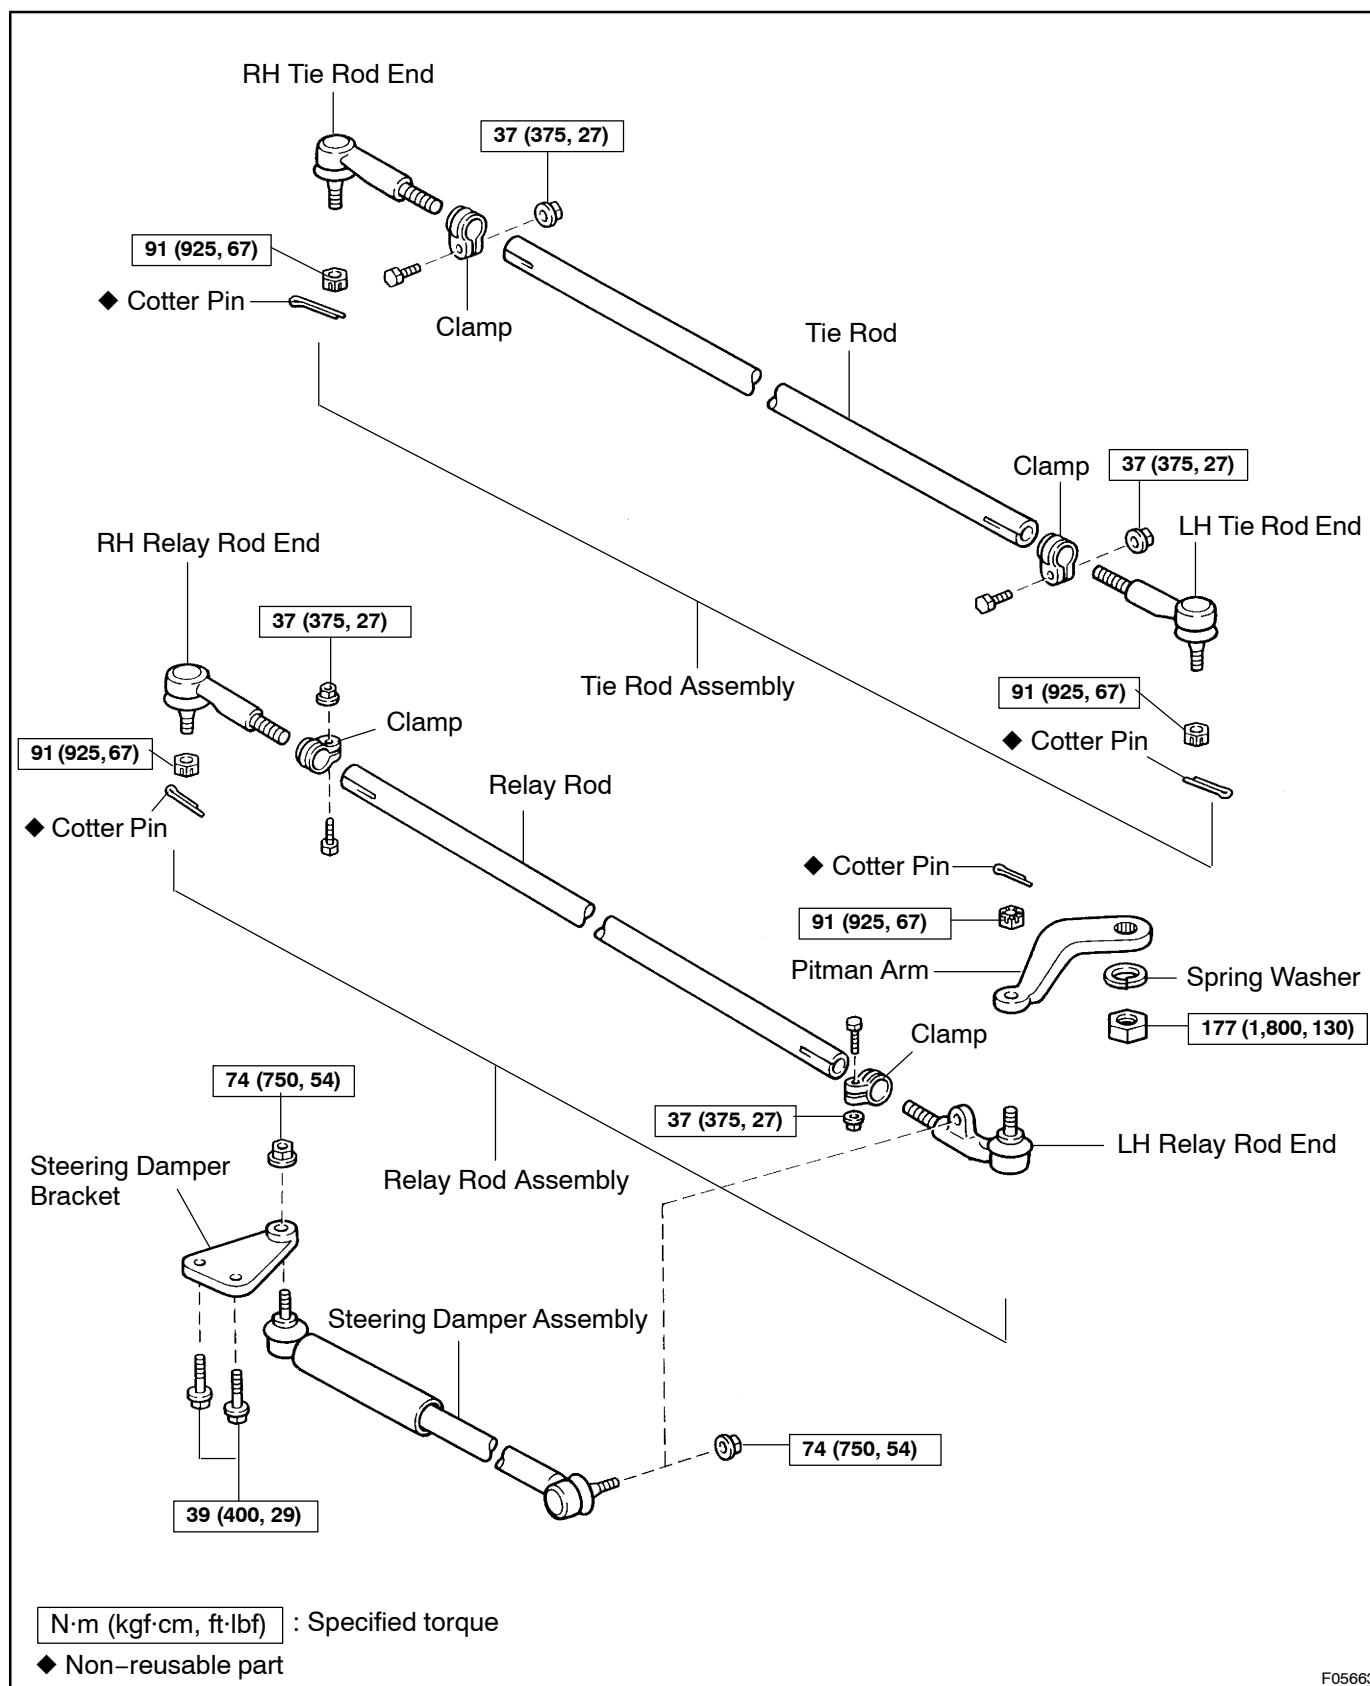 RH Tie Rod End
37 (375, 27)
91 (925, 67)
◆ Cotter Pin
Clamp
Tie Rod
Clamp
37 (375, 27)
LH Tie Rod End
RH Relay Rod End
37 (375, 27)
Tie Rod Assembly
91 (925, 67)
◆ Cotter Pin
Clamp
91 (925, 67)
◆ Cotter Pin
Relay Rod
◆ Cotter Pin
91 (925, 67)
Pitman Arm
Spring Washer
177 (1,800, 130)
Clamp
74 (750, 54)
37 (375, 27)
LH Relay Rod End
Steering Damper
Bracket
Relay Rod Assembly
Steering Damper Assembly
74 (750, 54)
39 (400, 29)
N·m (kgf·cm, ft·lbf) : Specified torque
◆ Non−reusable part
F05663